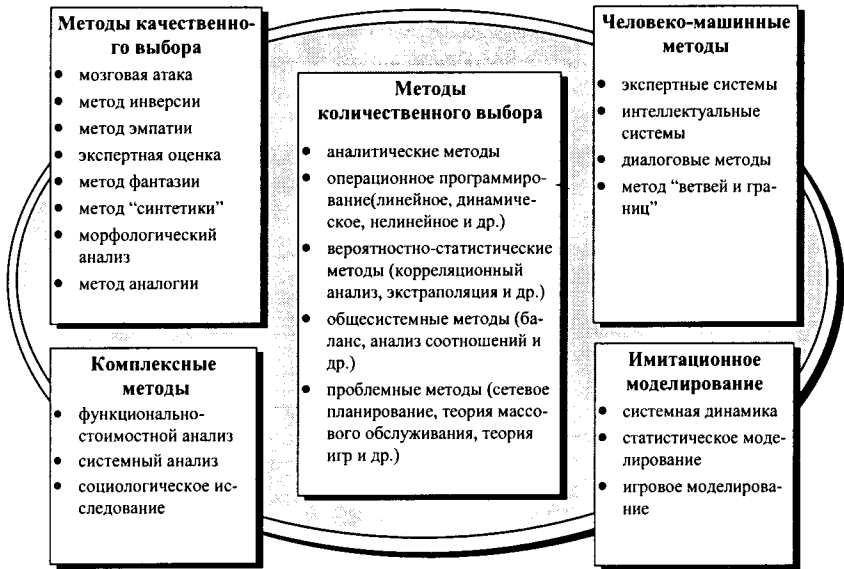 Методы качественно-
го выбора
• мозговая атака
• метод инверсии
• метод эмпатии
• экспертная оценка
• метод фантазии
• метод “синтетики”
• морфологический
анализ
• метод аналогии
Комплексные
методы
• функционально-
стоимостной анализ
• системный анализ
• социологическое ис-
следование
Методы
количественного выбора
• аналитические методы
• операционное программиро-
вание(линейное, динамиче-
ское, нелинейное и др.)
• вероятностно-статистические
методы (корреляционный
анализ, экстраполяция и др.)
• общесистемные методы (ба-
ланс, анализ соотношений и
др.)
• проблемные методы (сетевое
планирование, теория массо-
вого обслуживания, теория
игр и др.)
Человеко-машинные
методы
• экспертные системы
• интеллектуальные
системы
• диалоговые методы
• метод “ветвей и гра-
ниц”
Имитационное
моделирование
• системная динамика
• статистическое моде-
лирование
• игровое моделирова-
ние